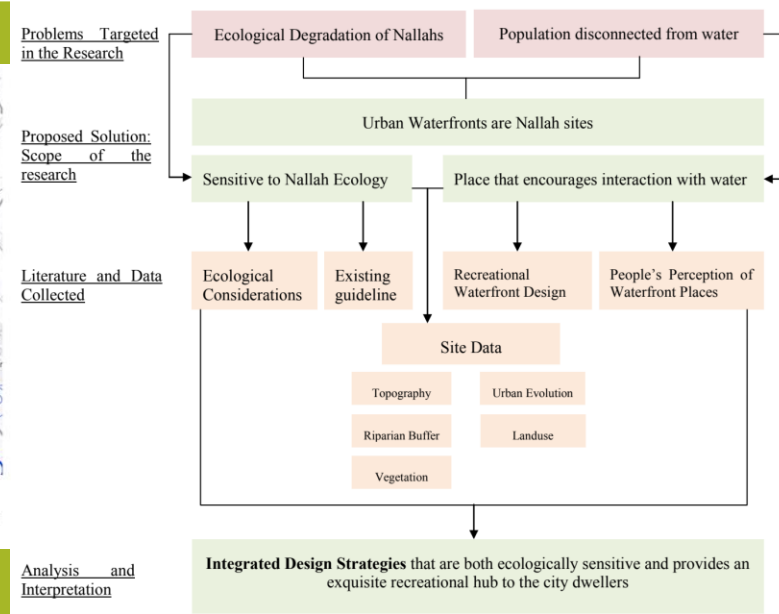 Problems Targeted
in the Research
Ecological Degradation of Nallahs
Population disconnected from water
Urban Waterfronts are Nallah sites
Proposed Solution:
Scope of the
research
Sensitive to Nallah Ecology
Place that encourages interaction with water
Literature and Data
Collected
Ecological
Considerations
Existing
guideline
Recreational
Waterfront Design
People's Perception of
Waterfront Places
Site Data
Topography
Urban Evolution
Riparian Buffer
Landuse
Vegetation
Analysis and
Interpretation
Integrated Design Strategies that are both ecologically sensitive and provides an
exquisite recreational hub to the city dwellers